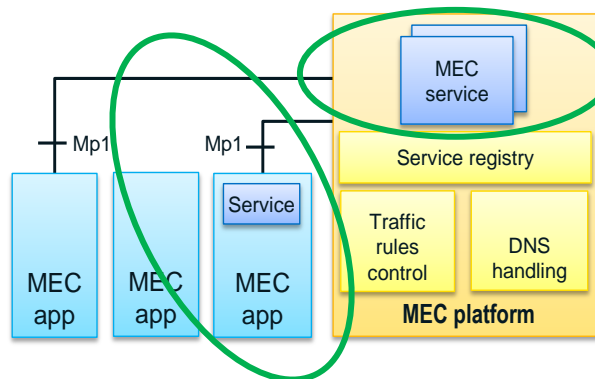 MEC
service
Mp1
Mp1
Service registry
Service
Traffic
rules
control
DNS
handling
MEC
app
MEC
app
MEC
app
MEC platform